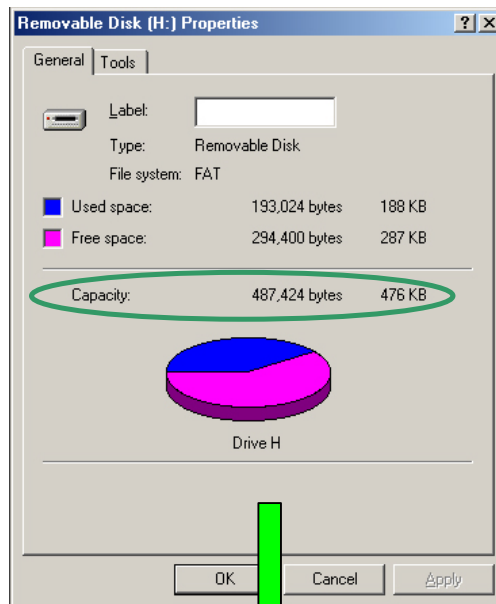 Removable Disk (H:) Properties
General Tools
Label:
Type: Removable Disk
File system: FAT
Used space: 193,024 bytes 188 KB
Free space: 294,400 bytes 287 KB
Capacity: 487,424 bytes 476 KB
Drive H
OK Cancel Apply